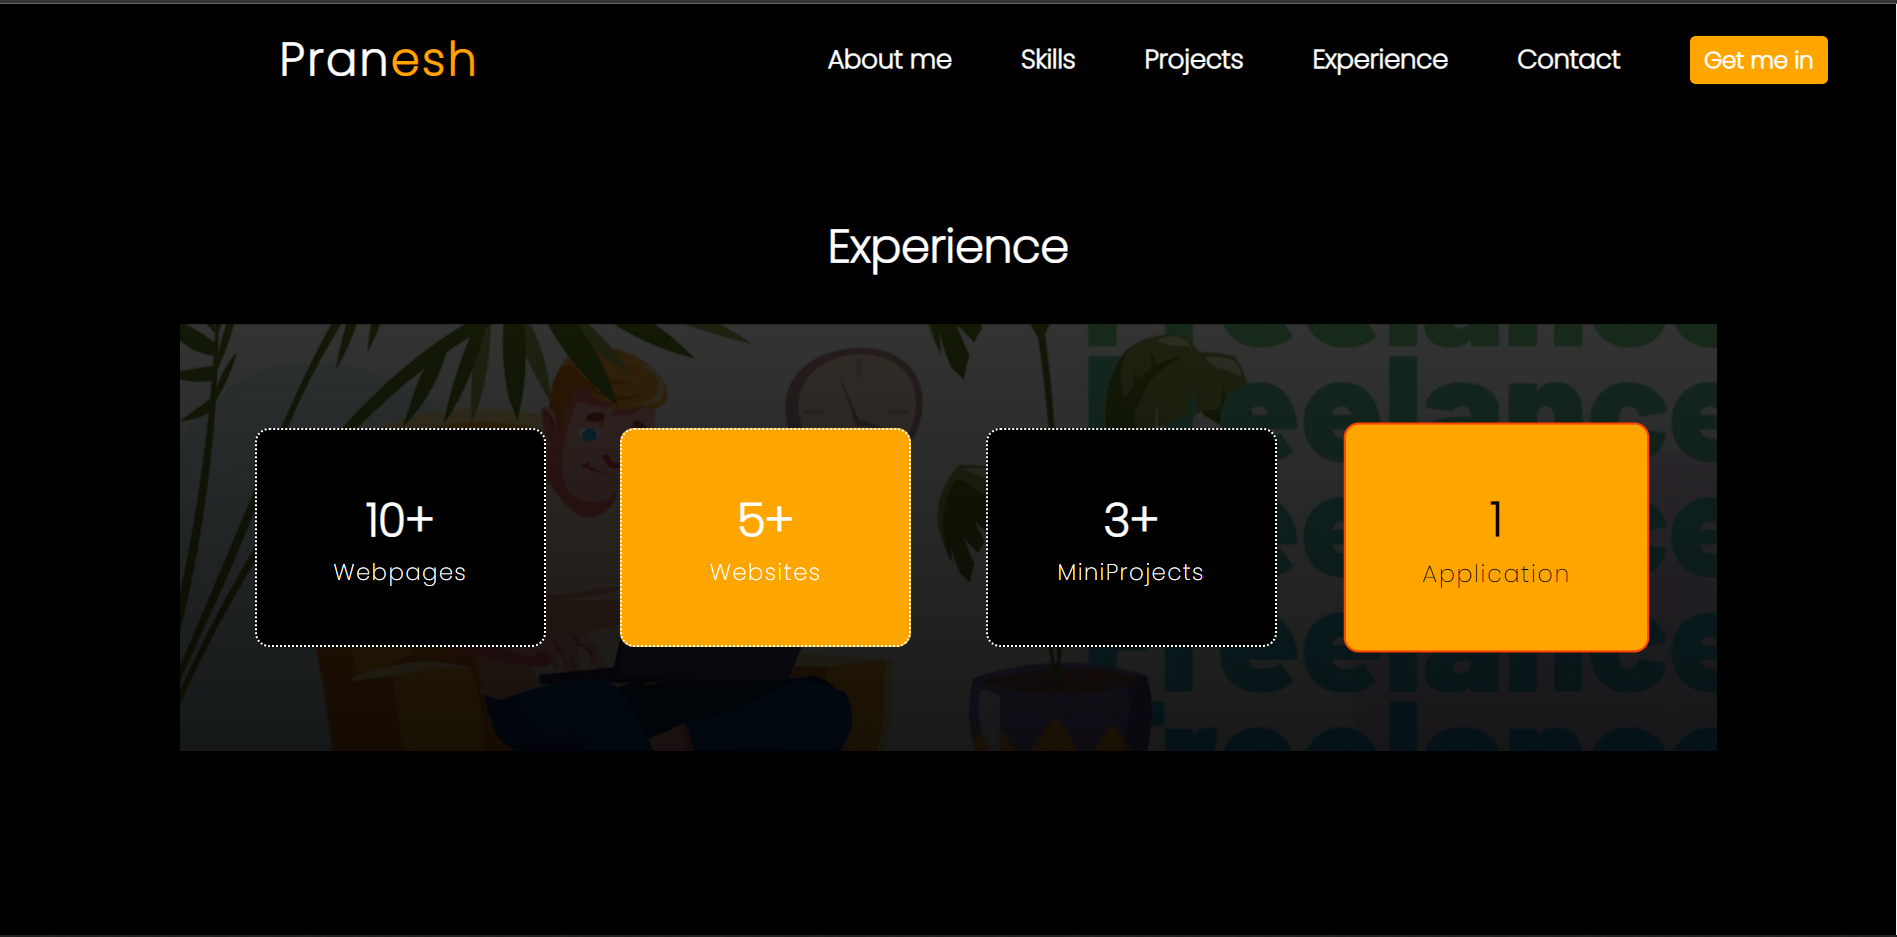 Pranesh
About me Skills Projects Experience Contact Get me in
Experience
10+ 5+ 3+ 1
Webpages Websites MiniProjects Application
freelance
freelance
freelance
freelance
freelance